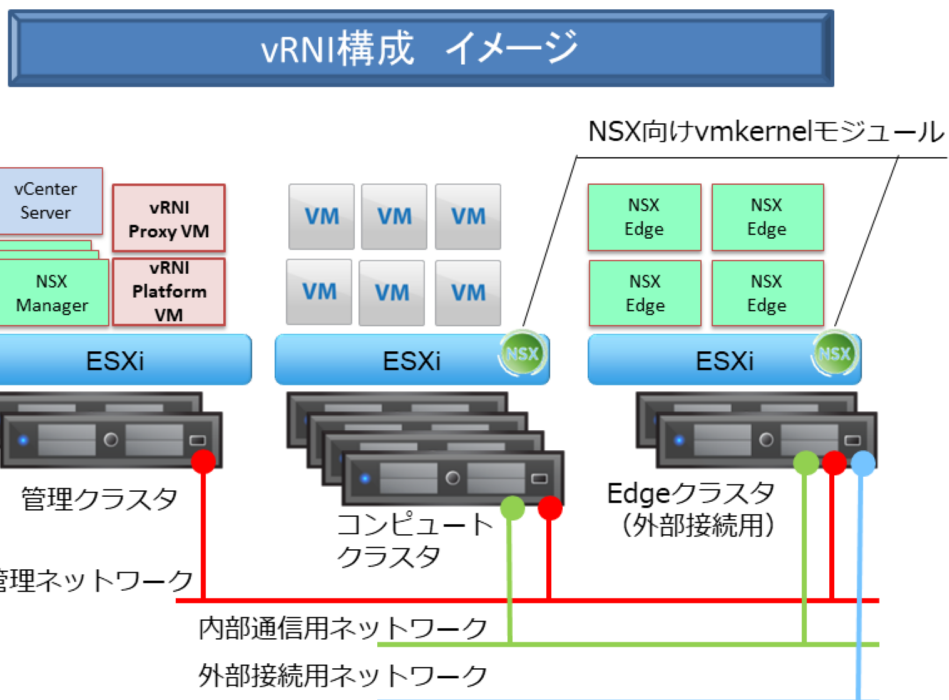 vRNI構成　イメージ
NSX向けvmkernelモジュール
vCenter
Server
vRNI
Proxy VM
NSX
Manager
vRNI
Platform
VM
VM
VM
VM
VM
VM
VM
NSX
Edge
NSX
Edge
NSX
Edge
NSX
Edge
ESXi
ESXi
NSX
ESXi
NSX
管理クラスタ
コンピュート
クラスタ
Edgeクラスタ
（外部接続用）
管理ネットワーク
内部通信用ネットワーク
外部接続用ネットワーク